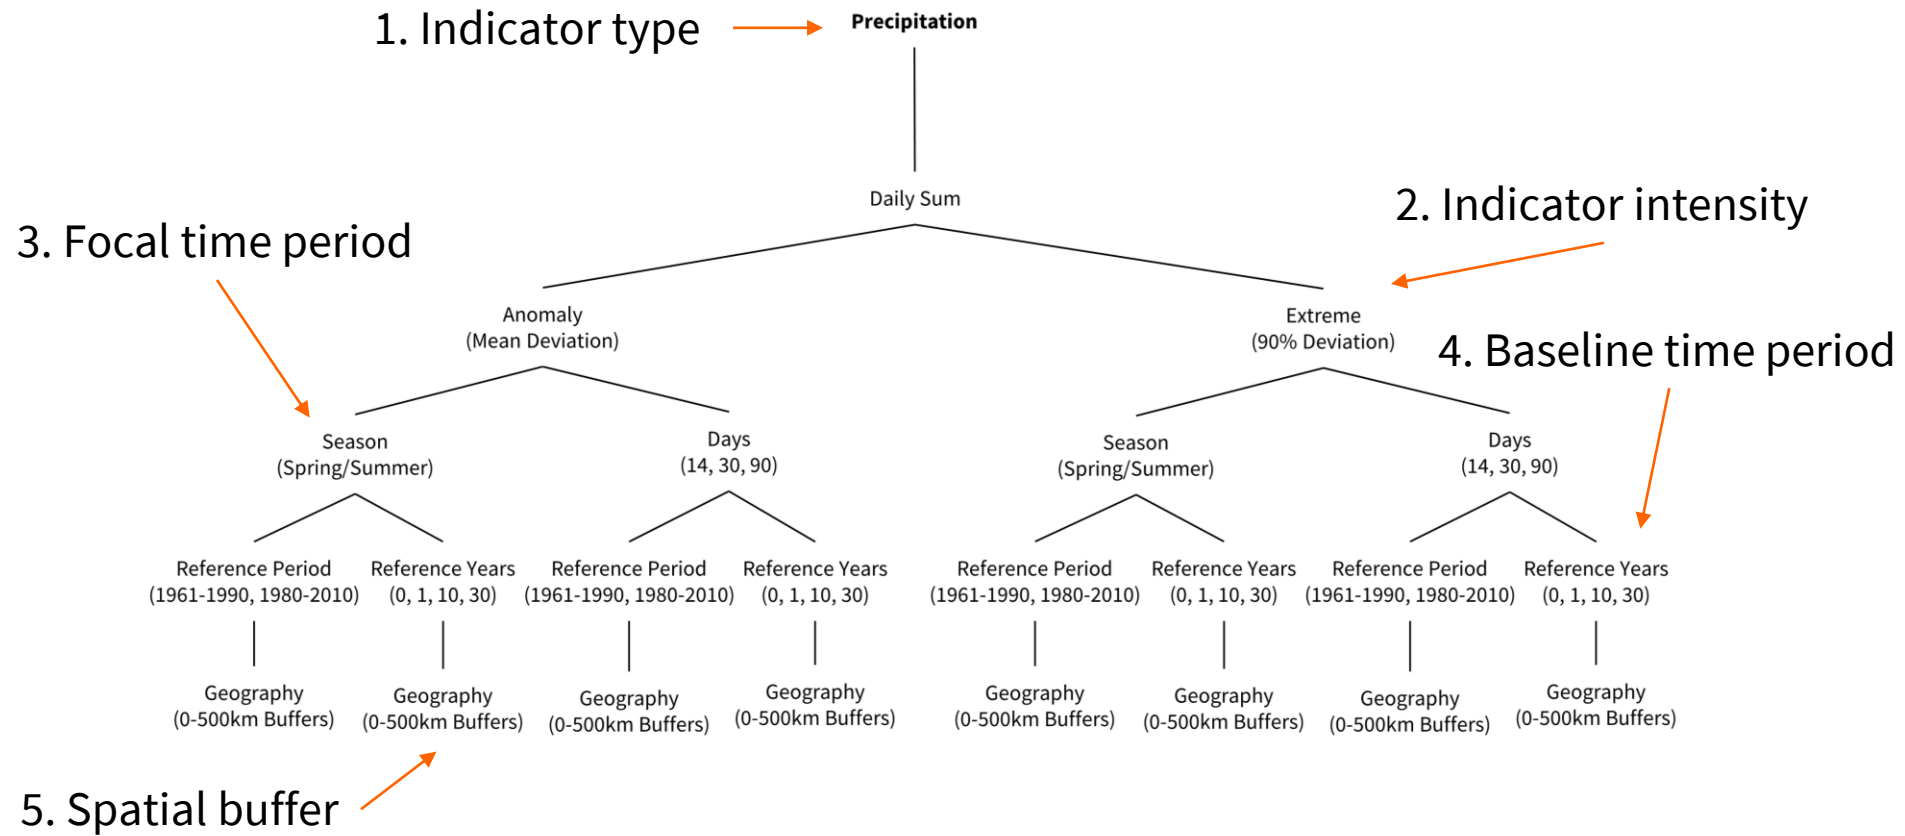 1. Indicator type
Precipitation
Daily Sum
2. Indicator intensity
3. Focal time period
Anomaly
(Mean Deviation)
Extreme
(90% Deviation)
4. Baseline time period
Season
(Spring/Summer)
Days
(14, 30, 90)
Season
(Spring/Summer)
Days
(14, 30, 90)
Reference Period
(1961-1990, 1980-2010)
Reference Years
(0, 1, 10, 30)
Reference Period
(1961-1990, 1980-2010)
Reference Years
(0, 1, 10, 30)
Reference Period
(1961-1990, 1980-2010)
Reference Years
(0, 1, 10, 30)
Reference Period
(1961-1990, 1980-2010)
Reference Years
(0, 1, 10, 30)
Geography
(0-500km Buffers)
Geography
(0-500km Buffers)
Geography
(0-500km Buffers)
Geography
(0-500km Buffers)
Geography
(0-500km Buffers)
Geography
(0-500km Buffers)
Geography
(0-500km Buffers)
Geography
(0-500km Buffers)
5. Spatial buffer